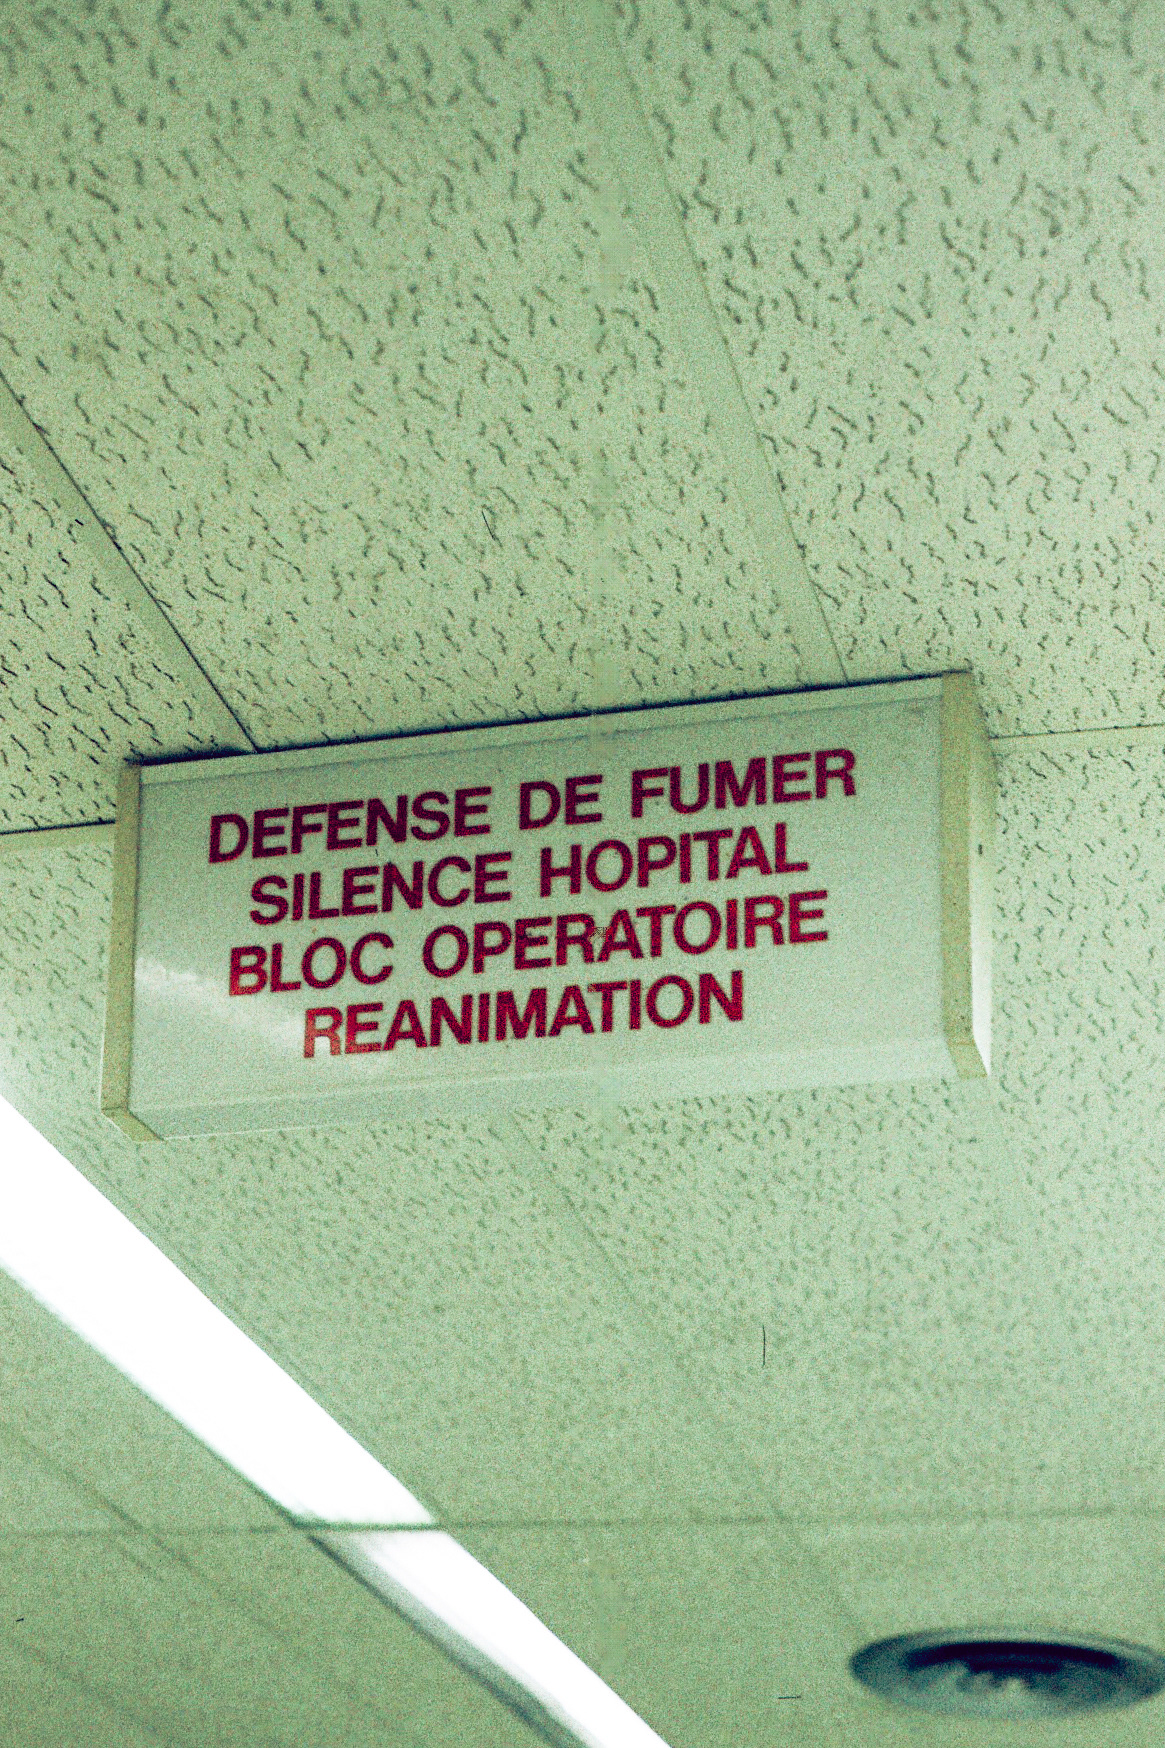 DEFENSE DE FUMER
SILENCE HOPITAL
BLOC OPERATOIRE
REANIMATION